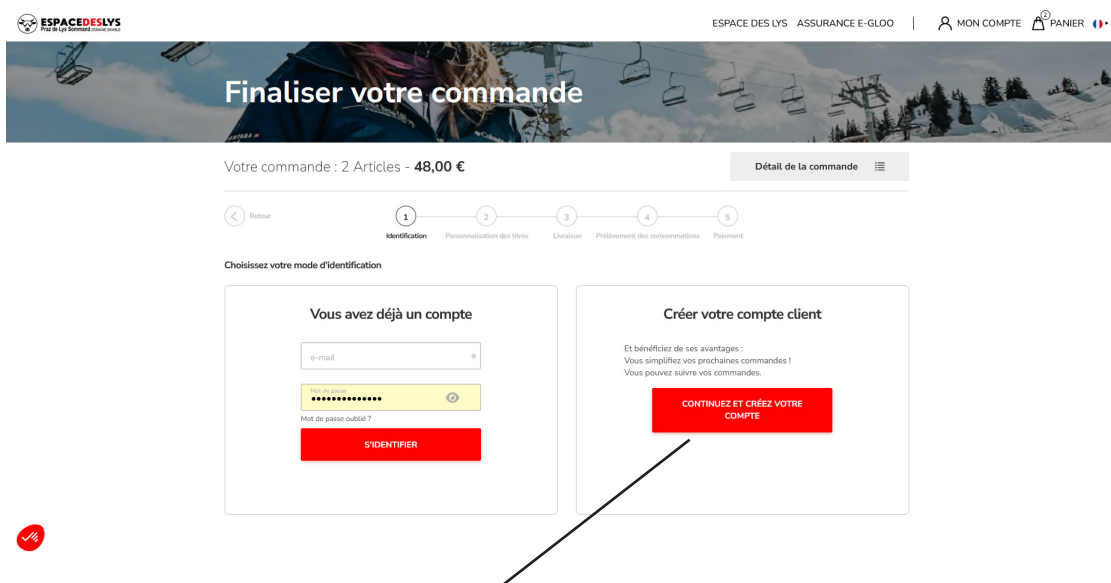 ESPACEDESLYS
Praz de Lys Sommand DOMAINE SKIABLE
ESPACE DES LYS ASSURANCE E-GLOO MON COMPTE 2 PANIER
Finaliser votre commande
Votre commande : 2 Articles - 48,00 €
Détail de la commande
Retour
1 2 3 4 5
Identification Personnalisation des titres Livraison Prélèvement des consommations Paiement
Choisissez votre mode d'identification
Vous avez déjà un compte
e-mail *
Mot de passe
••••••••••••••
Mot de passe oublié ?
S'IDENTIFIER
Créer votre compte client
Et bénéficiez de ses avantages :
Vous simplifiez vos prochaines commandes !
Vous pouvez suivre vos commandes.
CONTINUEZ ET CRÉEZ VOTRE
COMPTE